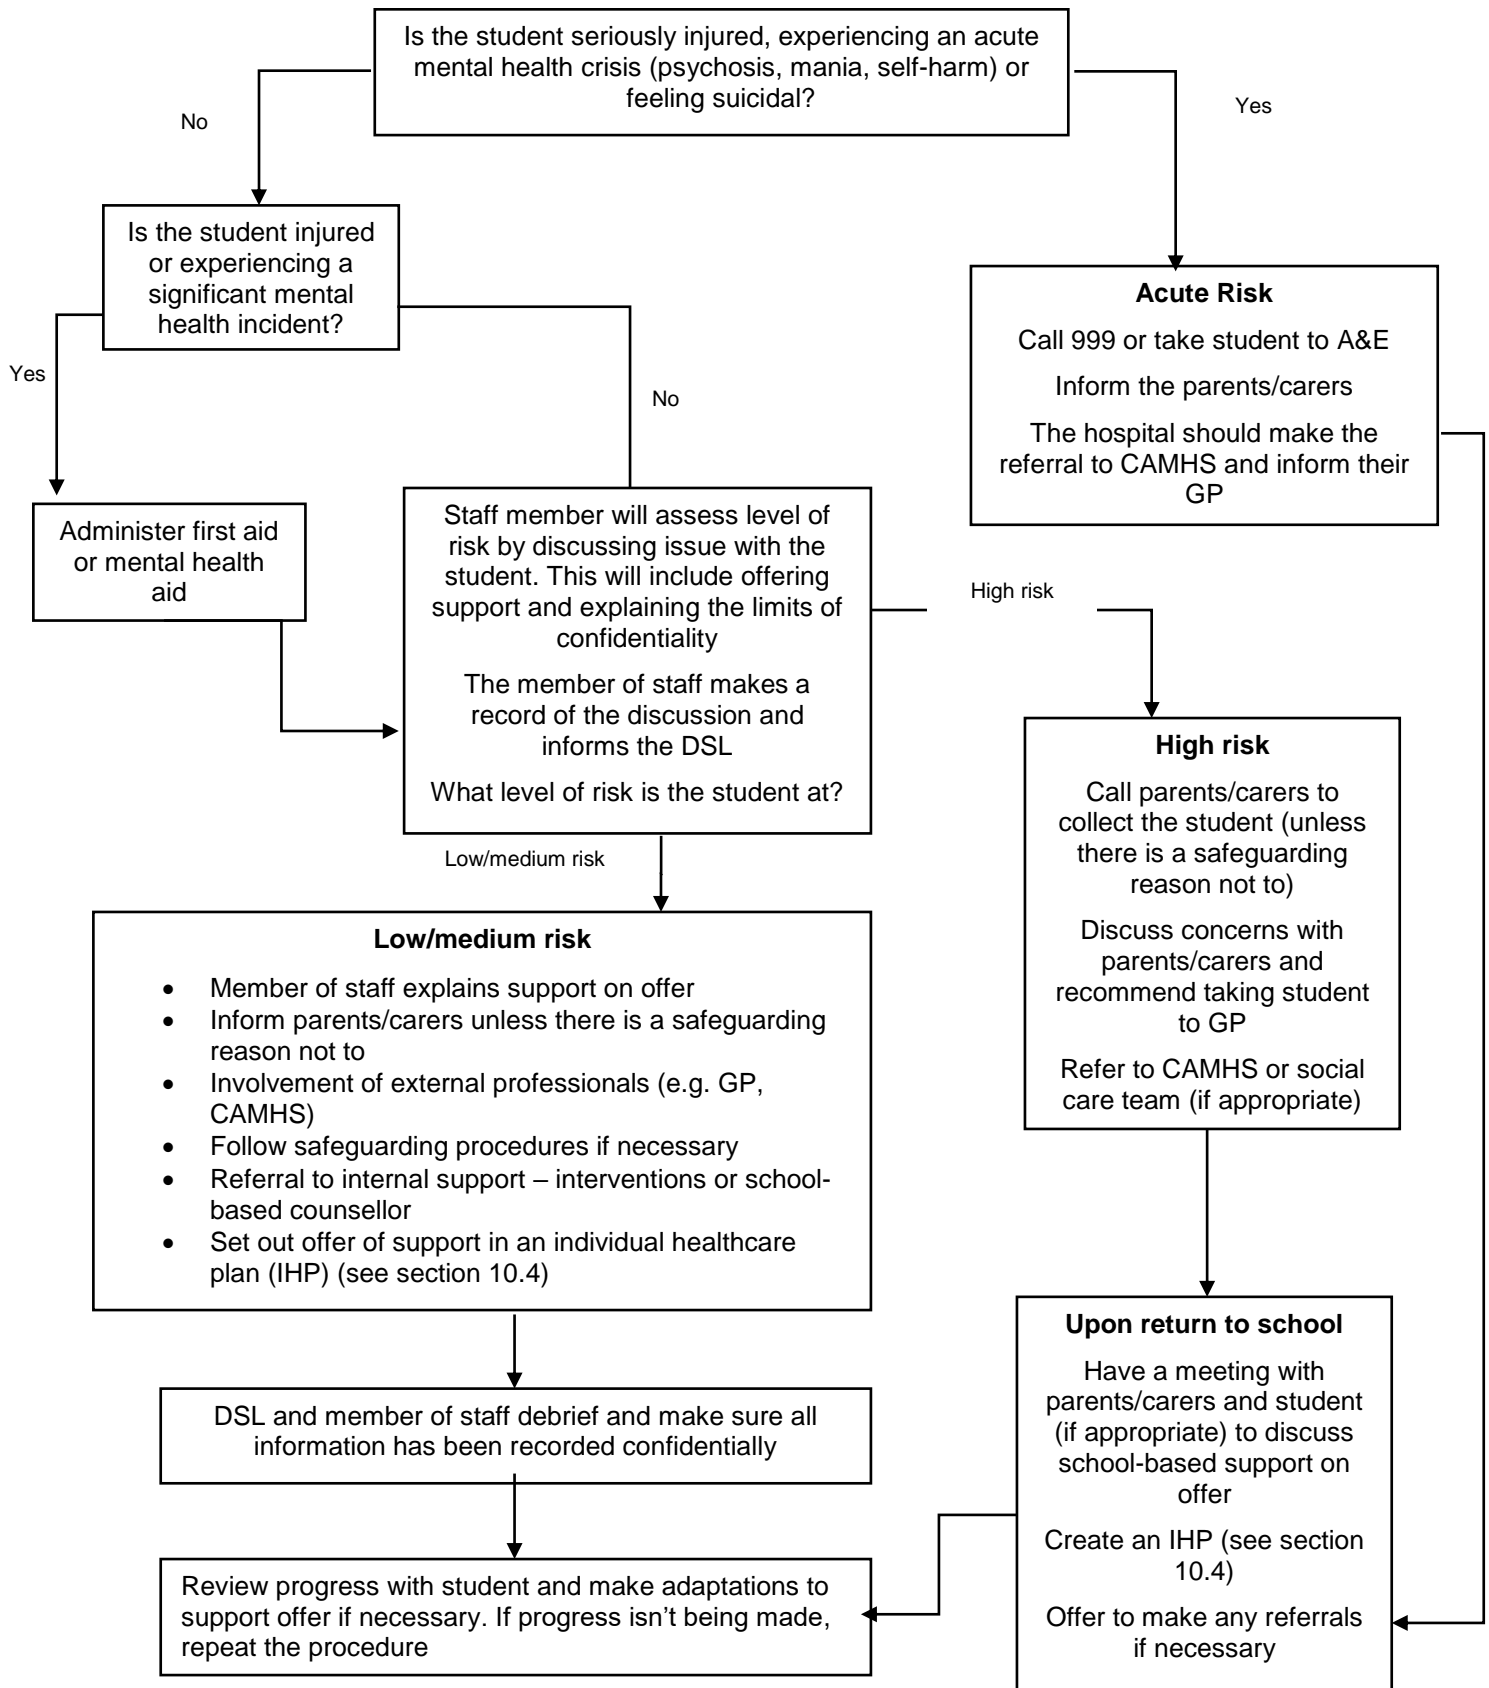 Is the student seriously injured, experiencing an acute
mental health crisis (psychosis, mania, self-harm) or
feeling suicidal?
No
Yes
Is the student injured
or experiencing a
significant mental
health incident?
Yes
No
Acute Risk
Call 999 or take student to A&E
Inform the parents/carers
The hospital should make the
referral to CAMHS and inform their
GP
Administer first aid
or mental health
aid
Staff member will assess level of
risk by discussing issue with the
student. This will include offering
support and explaining the limits of
confidentiality
The member of staff makes a
record of the discussion and
informs the DSL
What level of risk is the student at?
High risk
High risk
Call parents/carers to
collect the student (unless
there is a safeguarding
reason not to)
Discuss concerns with
parents/carers and
recommend taking student
to GP
Refer to CAMHS or social
care team (if appropriate)
Low/medium risk
Low/medium risk
• Member of staff explains support on offer
• Inform parents/carers unless there is a safeguarding
reason not to
• Involvement of external professionals (e.g. GP,
CAMHS)
• Follow safeguarding procedures if necessary
• Referral to internal support – interventions or school-
based counsellor
• Set out offer of support in an individual healthcare
plan (IHP) (see section 10.4)
Upon return to school
Have a meeting with
parents/carers and student
(if appropriate) to discuss
school-based support on
offer
Create an IHP (see section
10.4)
Offer to make any referrals
if necessary
DSL and member of staff debrief and make sure all
information has been recorded confidentially
Review progress with student and make adaptations to
support offer if necessary. If progress isn't being made,
repeat the procedure